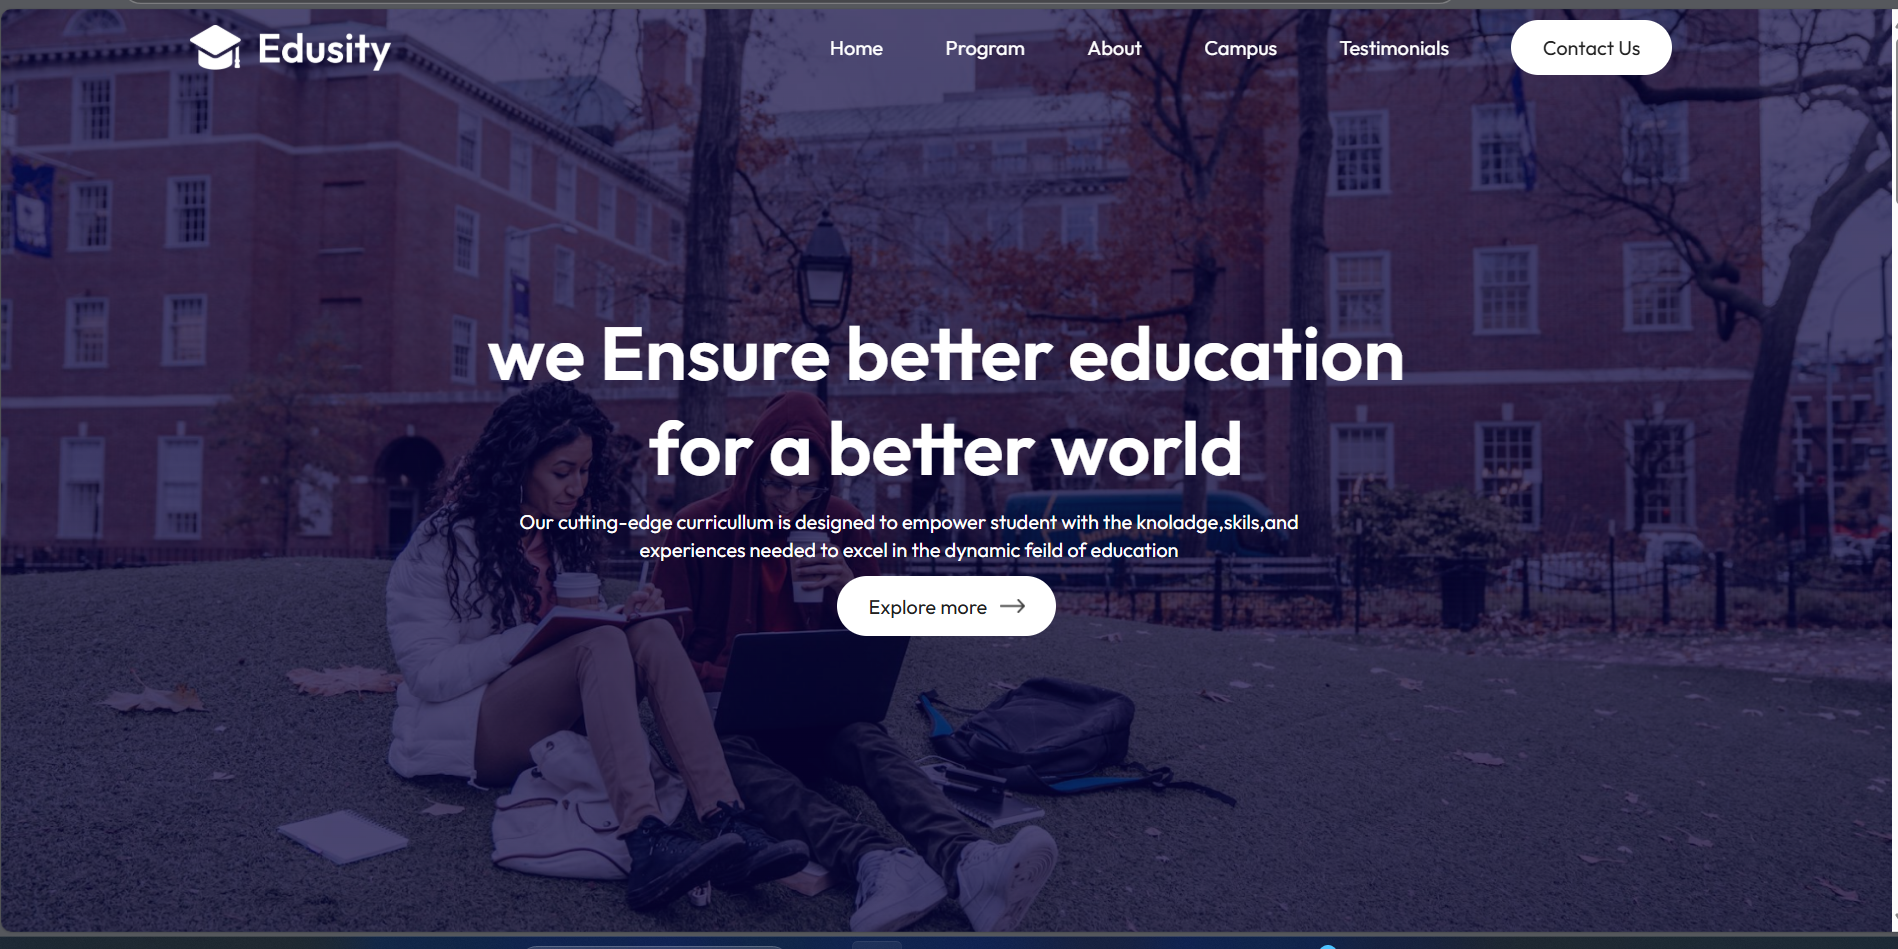 Edusity
Home Program About Campus Testimonials Contact Us
we Ensure better education
for a better world
Our cutting-edge curricullum is designed to empower student with the knoladge,skils,and
experiences needed to excel in the dynamic feild of education
Explore more